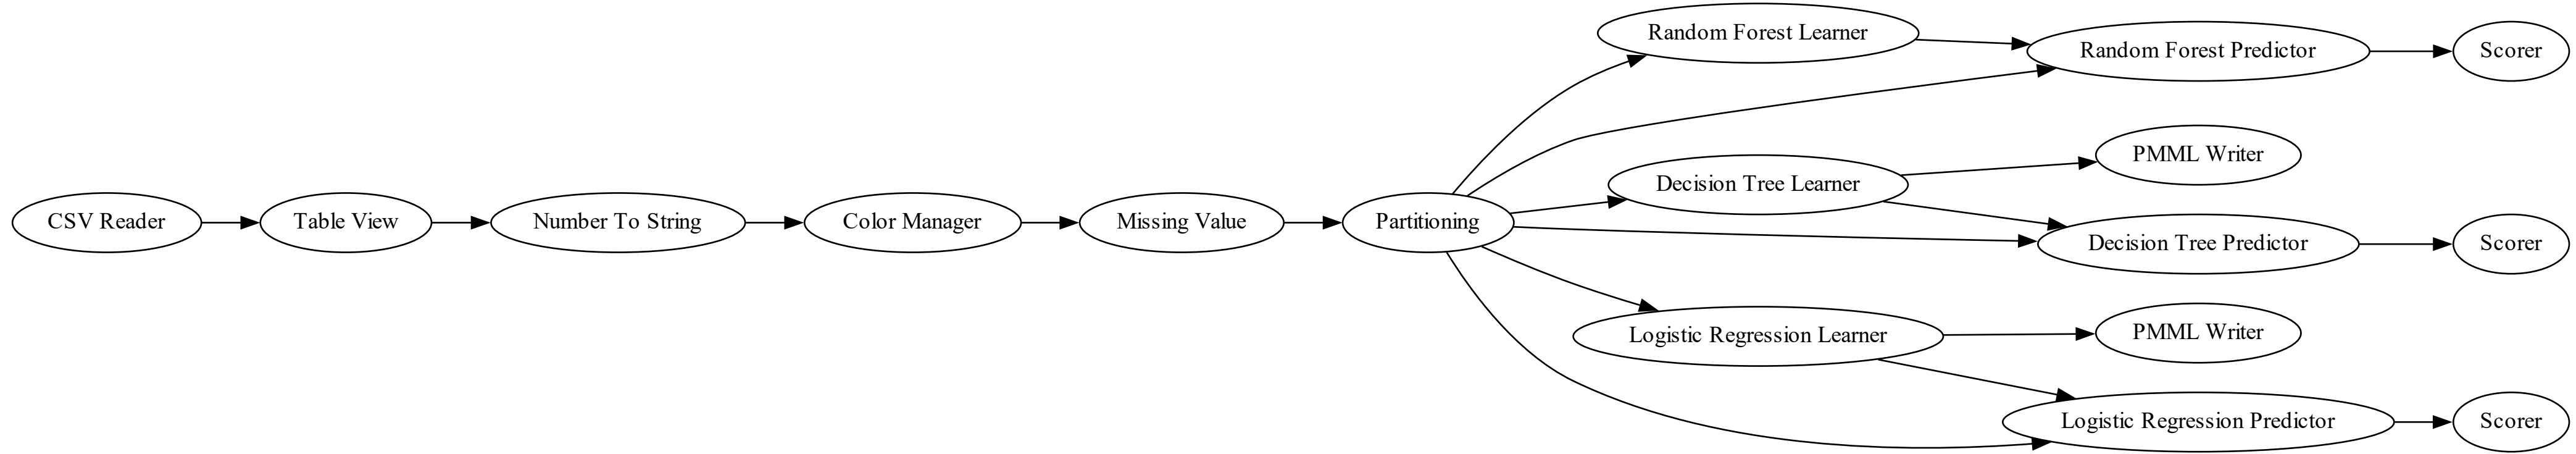 CSV Reader
Table View
Number To String
Color Manager
Missing Value
Partitioning
Random Forest Learner
Random Forest Predictor
Scorer
Decision Tree Learner
PMML Writer
Decision Tree Predictor
Scorer
Logistic Regression Learner
PMML Writer
Logistic Regression Predictor
Scorer